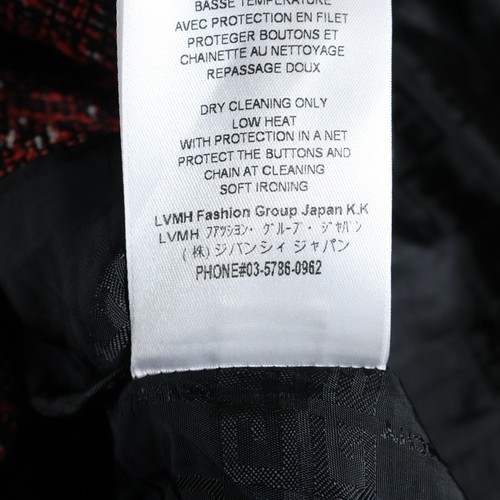 BASSE TEMPERATURE
AVEC PROTECTION EN FILET
PROTEGER BOUTONS ET
CHAINETTE AU NETTOYAGE
REPASSAGE DOUX
DRY CLEANING ONLY
LOW HEAT
WITH PROTECTION IN A NET
PROTECT THE BUTTONS AND
CHAIN AT CLEANING
SOFT IRONING
LVMH Fashion Group Japan K.K
LVMH ファッション・グループ・ジャパン
(株) ジバンシィ ジャパン
PHONE#03-5786-0962